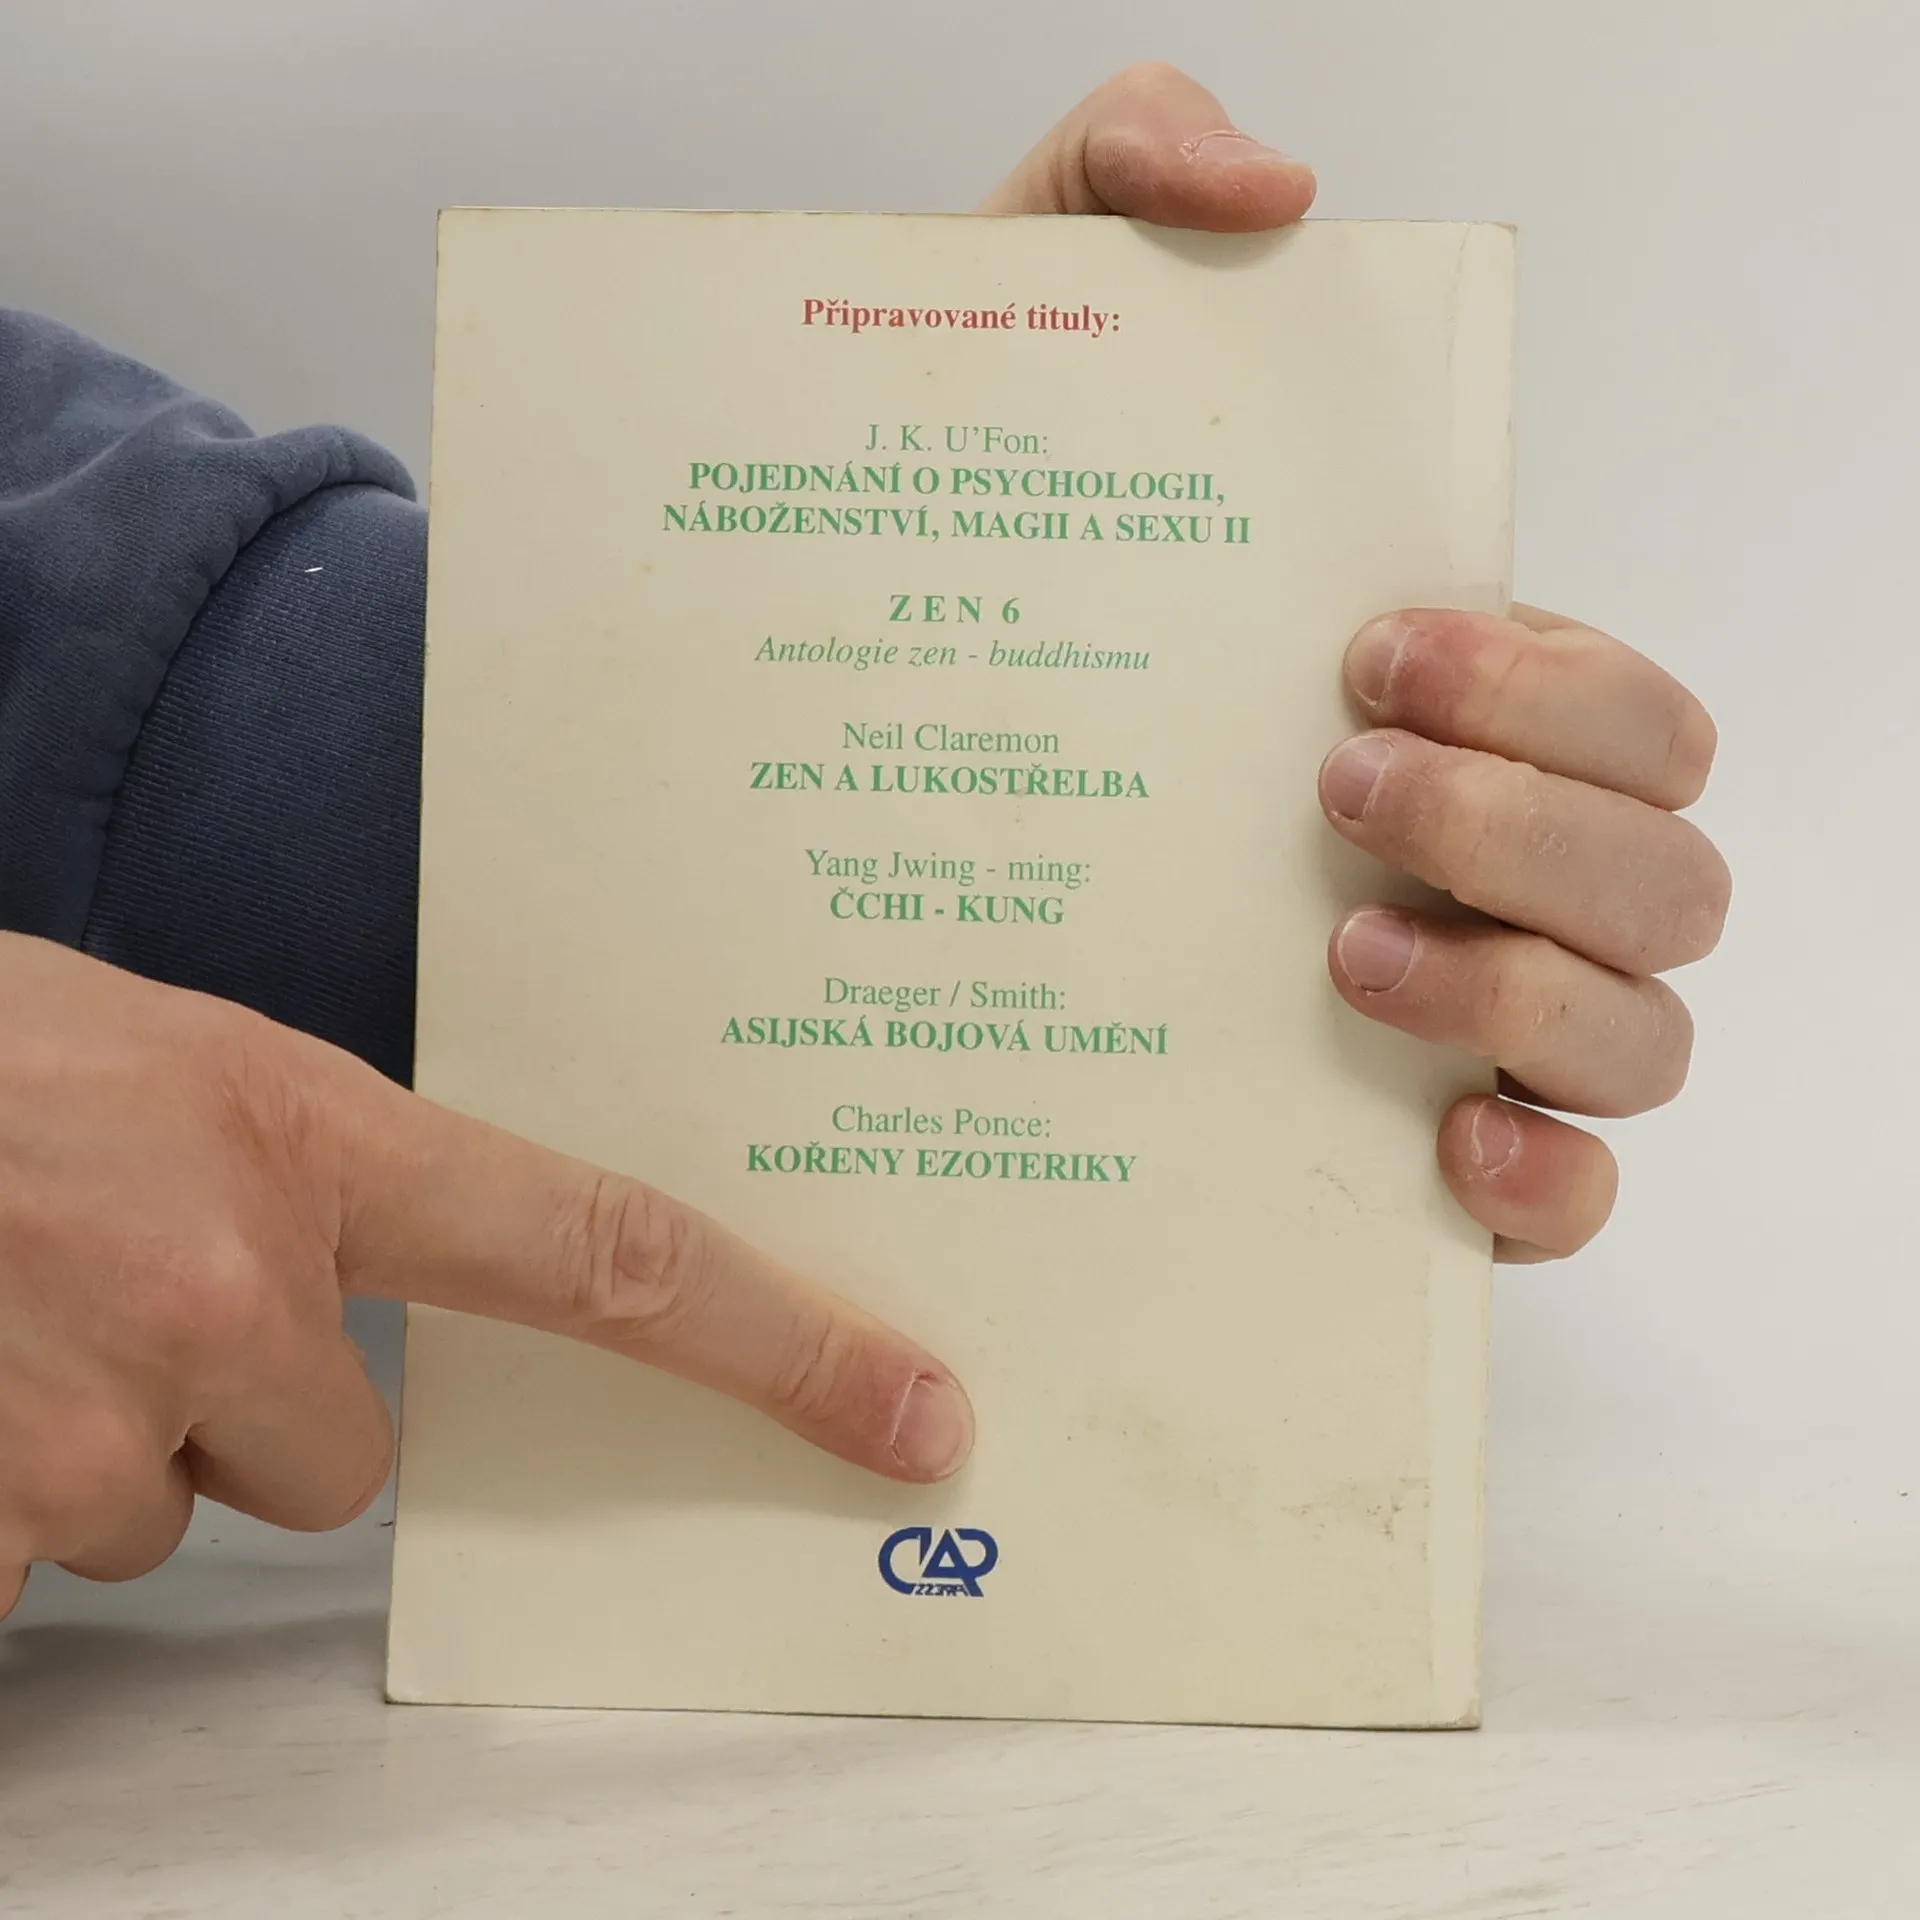 Připravované tituly:
J. K. U'Fon:
POJEDNÁNÍ O PSYCHOLOGII,
NÁBOŽENSTVÍ, MAGII A SEXU II
ZEN 6
Antologie zen - buddhismu
Neil Claremon
ZEN A LUKOSTŘELBA
Yang Jwing - ming:
ČCHI - KUNG
Draeger / Smith:
ASIJSKÁ BOJOVÁ UMĚNÍ
Charles Ponce:
KOŘENY EZOTERIKY